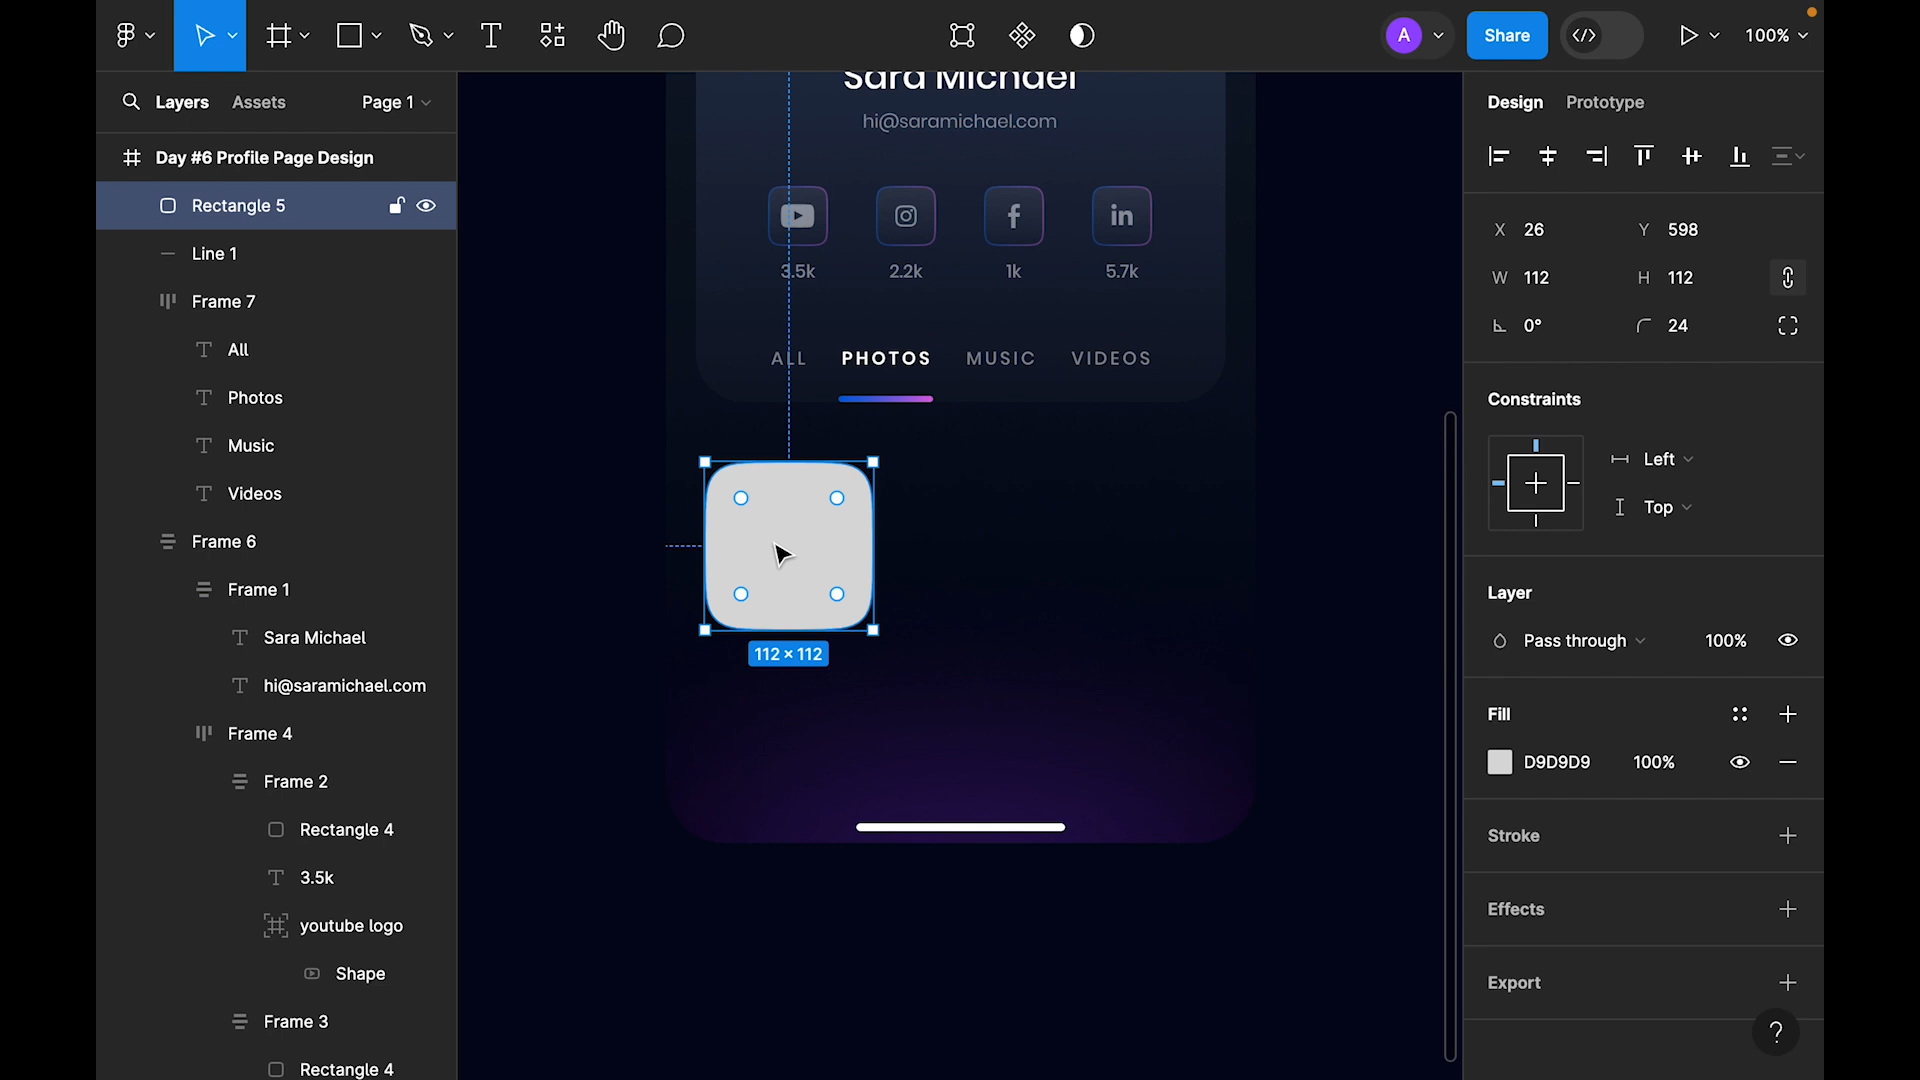 A
Share
100%
Layers
Assets
Page 1
Day #6 Profile Page Design
Rectangle 5
Line 1
Frame 7
All
Photos
Music
Videos
Frame 6
Frame 1
Sara Michael
hi@saramichael.com
Frame 4
Frame 2
Rectangle 4
3.5k
youtube logo
Shape
Frame 3
Rectangle 4
Sara Michael
hi@saramichael.com
3.5k
2.2k
1k
5.7k
ALL
PHOTOS
MUSIC
VIDEOS
112 × 112
Design
Prototype
X 26
Y 598
W 112
H 112
0°
24
Constraints
Left
Top
Layer
Pass through
100%
Fill
D9D9D9
100%
Stroke
Effects
Export
?